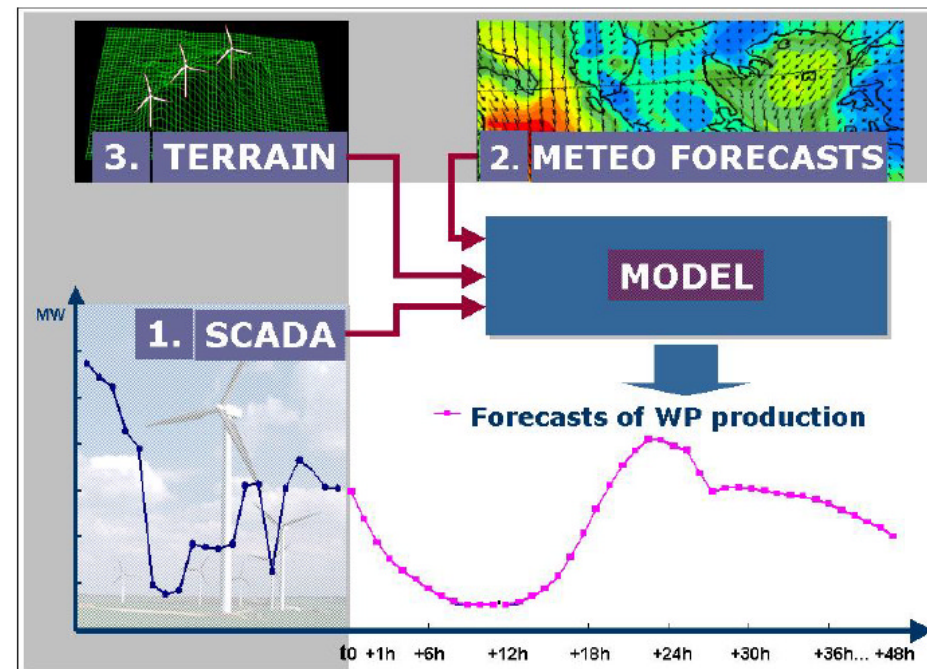 3. TERRAIN
2. METEO FORECASTS
MODEL
MW
1. SCADA
Forecasts of WP production
t0 +1h +6h +12h +18h +24h +30h +36h... +48h